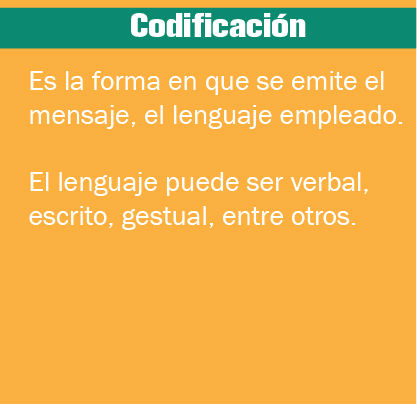 Codificación
Es la forma en que se emite el
mensaje, el lenguaje empleado.
El lenguaje puede ser verbal,
escrito, gestual, entre otros.